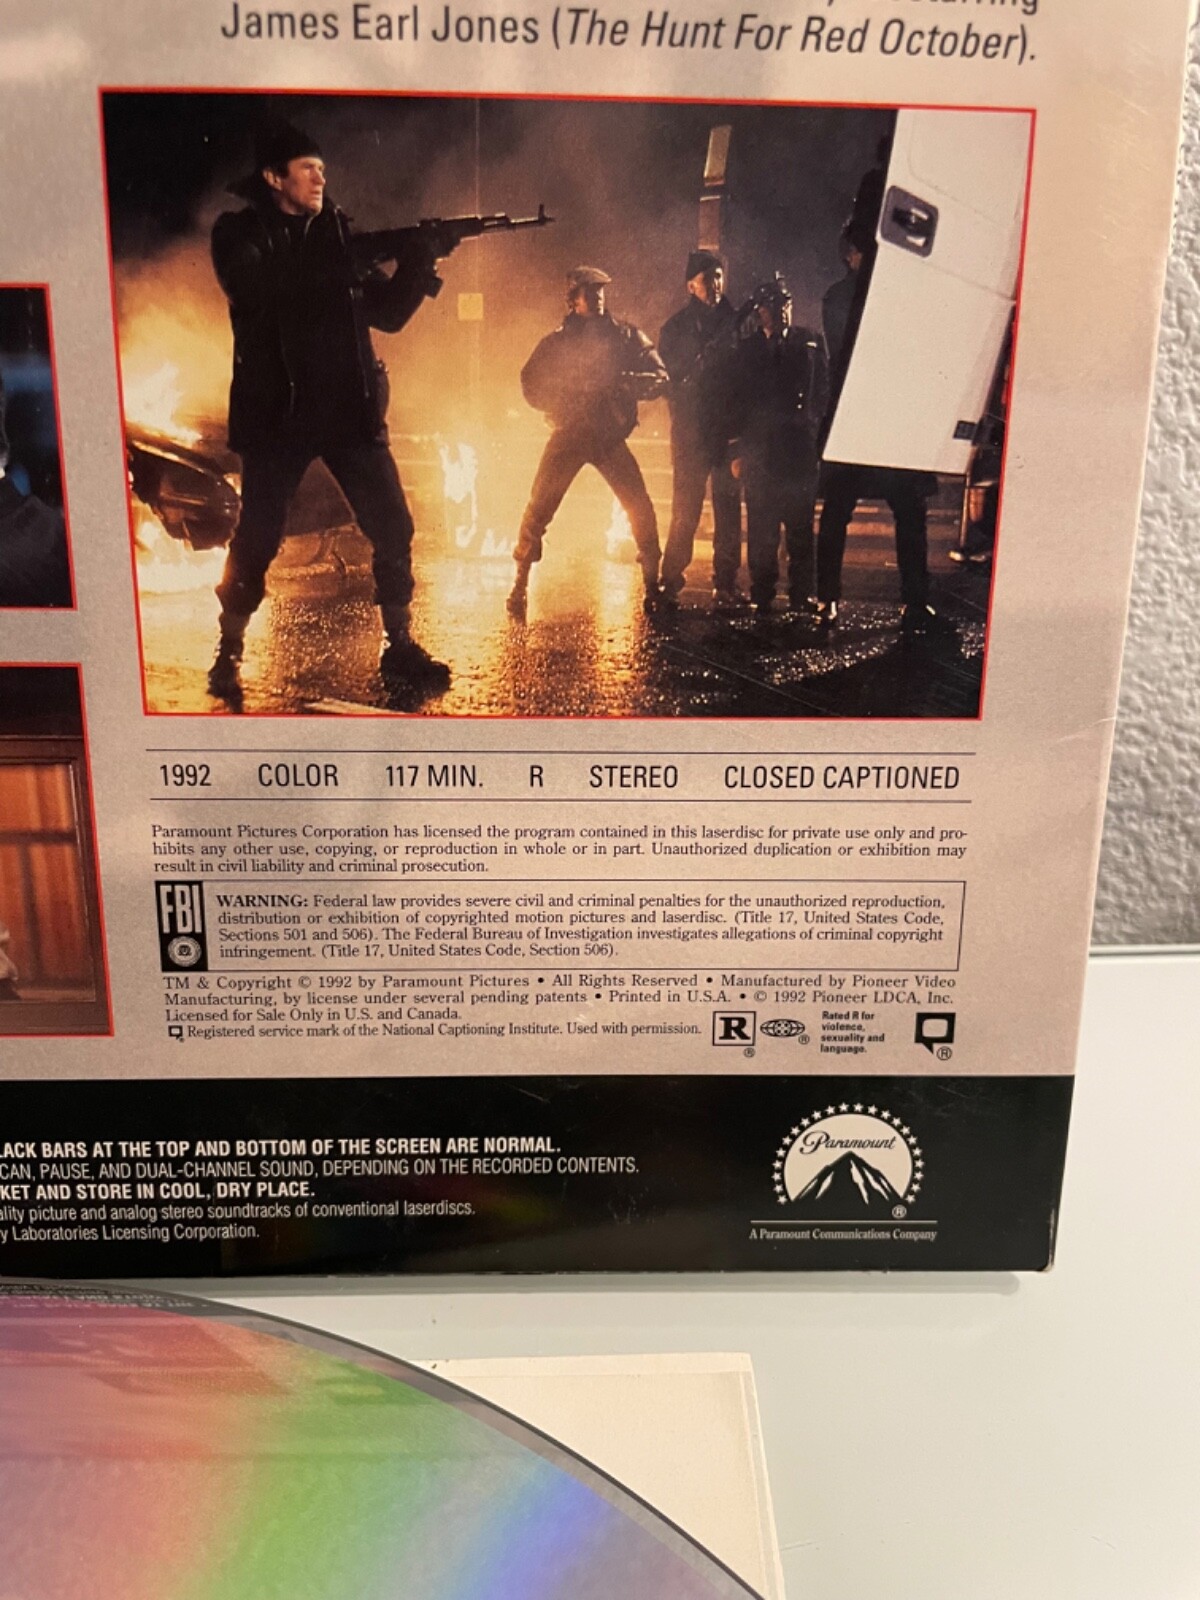 James Earl Jones (The Hunt For Red October).
1992 COLOR 117 MIN. R STEREO CLOSED CAPTIONED
Paramount Pictures Corporation has licensed the program contained in this laserdisc for private use only and pro-
hibits any other use, copying, or reproduction in whole or in part. Unauthorized duplication or exhibition may
result in civil liability and criminal prosecution.
FBI
WARNING: Federal law provides severe civil and criminal penalties for the unauthorized reproduction,
distribution or exhibition of copyrighted motion pictures and laserdisc. (Title 17, United States Code,
Sections 501 and 506). The Federal Bureau of Investigation investigates allegations of criminal copyright
infringement. (Title 17, United States Code, Section 506).
TM & Copyright © 1992 by Paramount Pictures • All Rights Reserved • Manufactured by Pioneer Video
Manufacturing, by license under several pending patents • Printed in U.S.A. • © 1992 Pioneer LDCA, Inc.
Licensed for Sale Only in U.S. and Canada.
Registered service mark of the National Captioning Institute. Used with permission.
R ® ®
Rated R for
violence,
sexuality and
language.
®
LACK BARS AT THE TOP AND BOTTOM OF THE SCREEN ARE NORMAL.
CAN, PAUSE, AND DUAL-CHANNEL SOUND, DEPENDING ON THE RECORDED CONTENTS.
KET AND STORE IN COOL, DRY PLACE.
ality picture and analog stereo soundtracks of conventional laserdiscs.
y Laboratories Licensing Corporation.
Paramount
®
A Paramount Communications Company